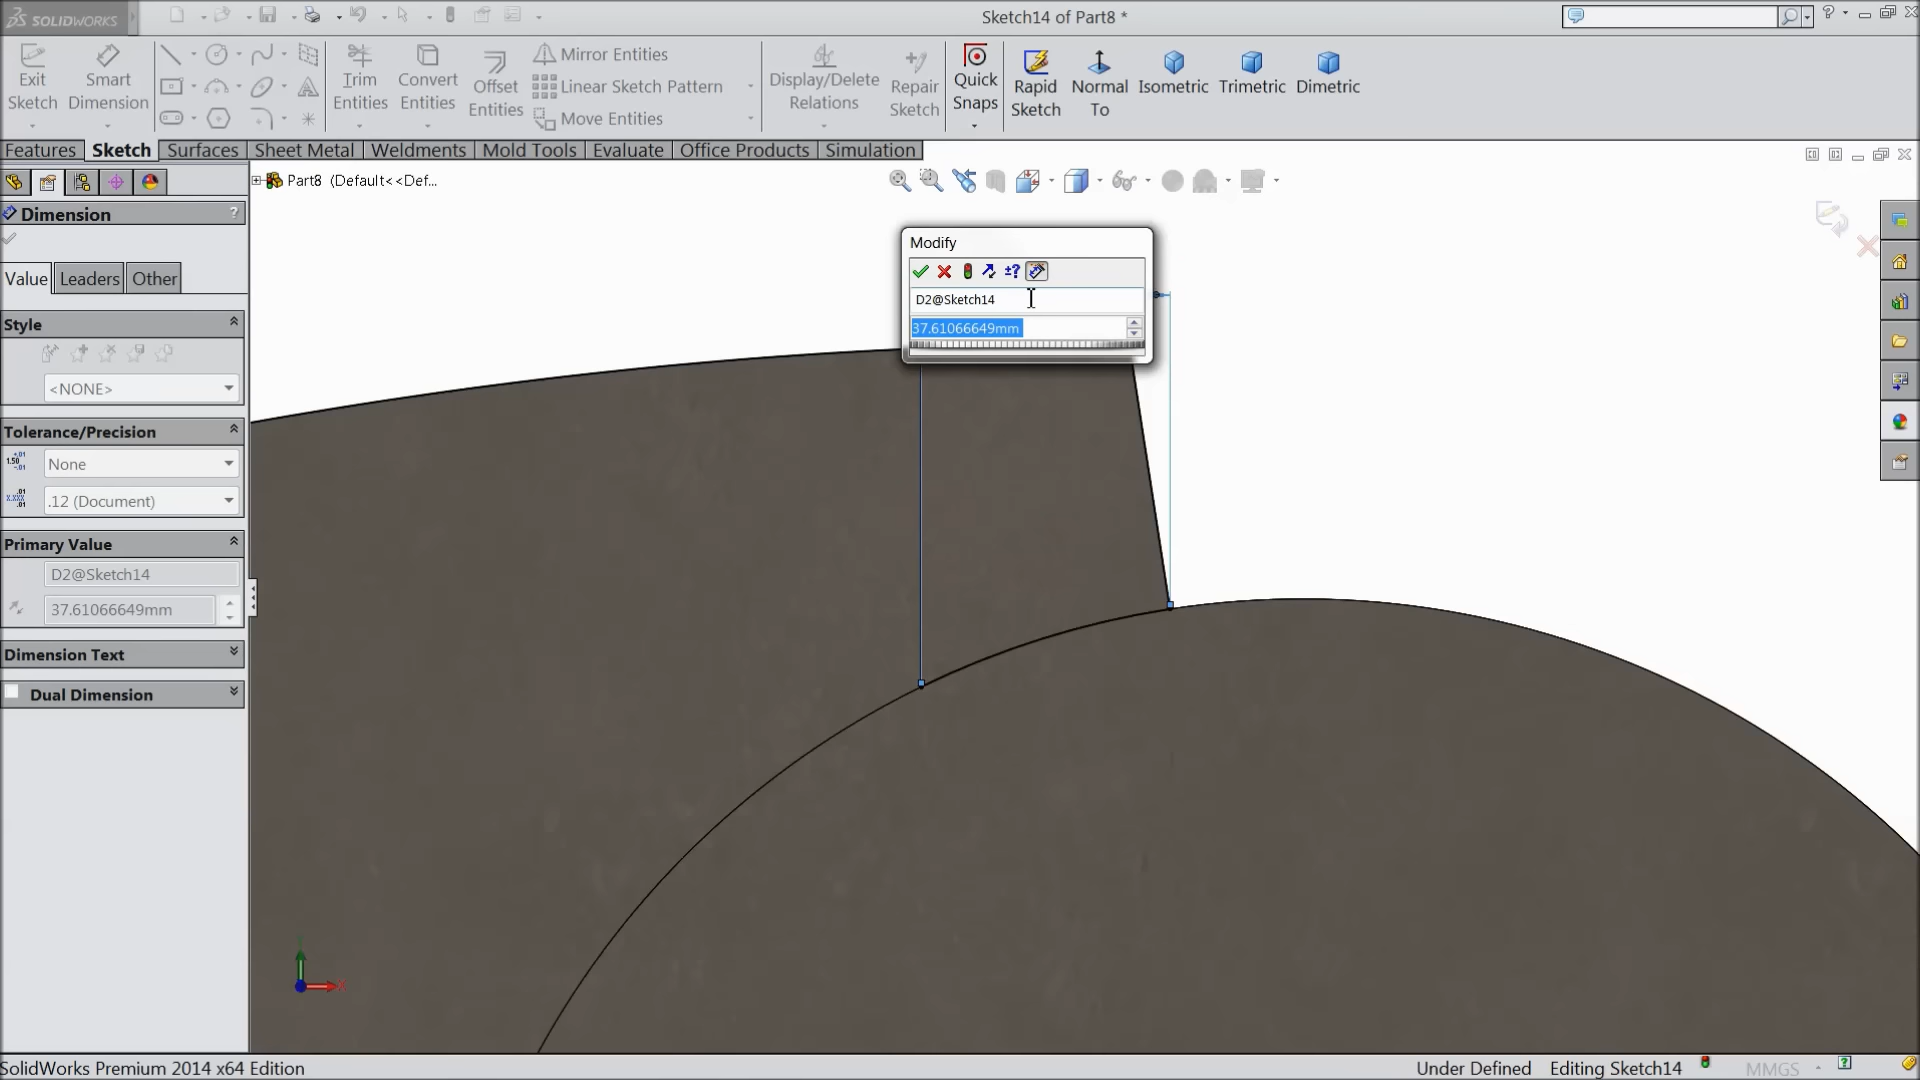 SOLIDWORKS
Sketch14 of Part8 *
Exit Sketch
Smart Dimension
Trim Entities
Convert Entities
Offset Entities
Mirror Entities
Linear Sketch Pattern
Move Entities
Display/Delete Relations
Repair Sketch
Quick Snaps
Rapid Sketch
Normal To
Isometric
Trimetric
Dimetric
Features Sketch Surfaces Sheet Metal Weldments Mold Tools Evaluate Office Products Simulation
Part8 (Default<<Def...
Dimension ?
Value Leaders Other
Style
<NONE>
Tolerance/Precision
None
.12 (Document)
Primary Value
D2@Sketch14
37.61066649mm
Dimension Text
Dual Dimension
Modify
D2@Sketch14
37.61066649mm
SolidWorks Premium 2014 x64 Edition
Under Defined Editing Sketch14 MMGS